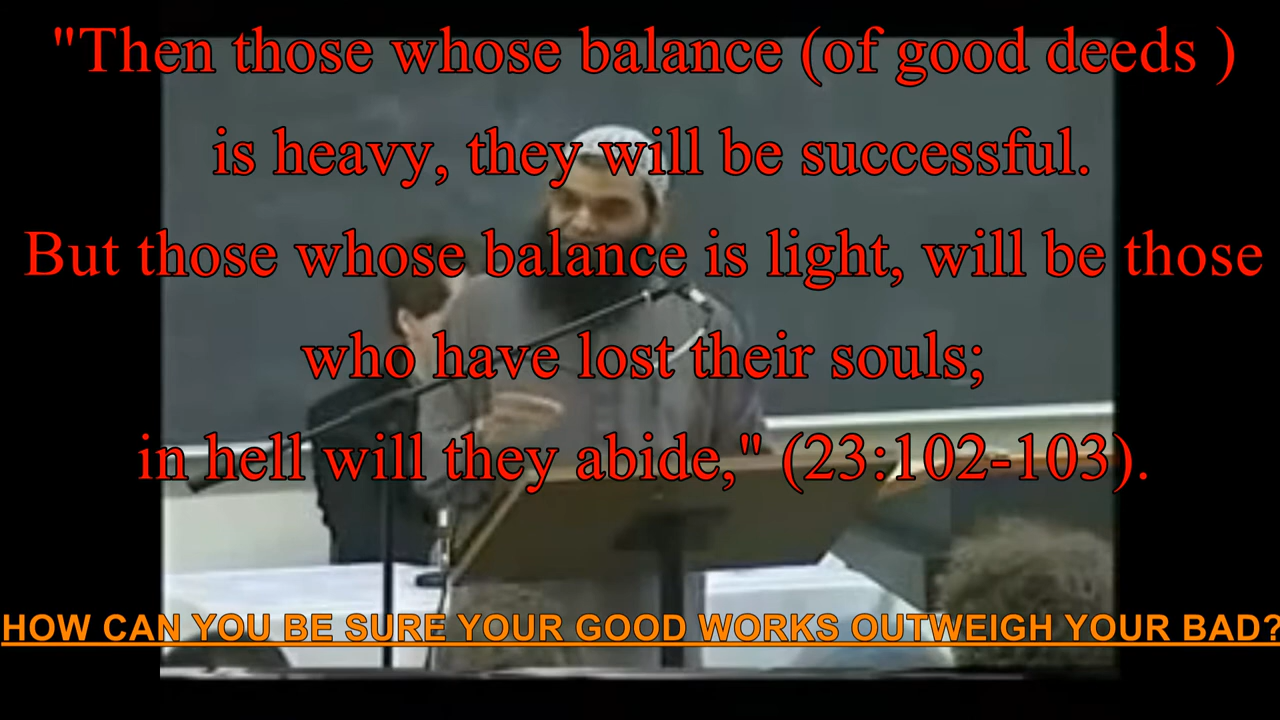 "Then those whose balance (of good deeds )
is heavy, they will be successful.
But those whose balance is light, will be those
who have lost their souls;
in hell will they abide," (23:102-103).
HOW CAN YOU BE SURE YOUR GOOD WORKS OUTWEIGH YOUR BAD?